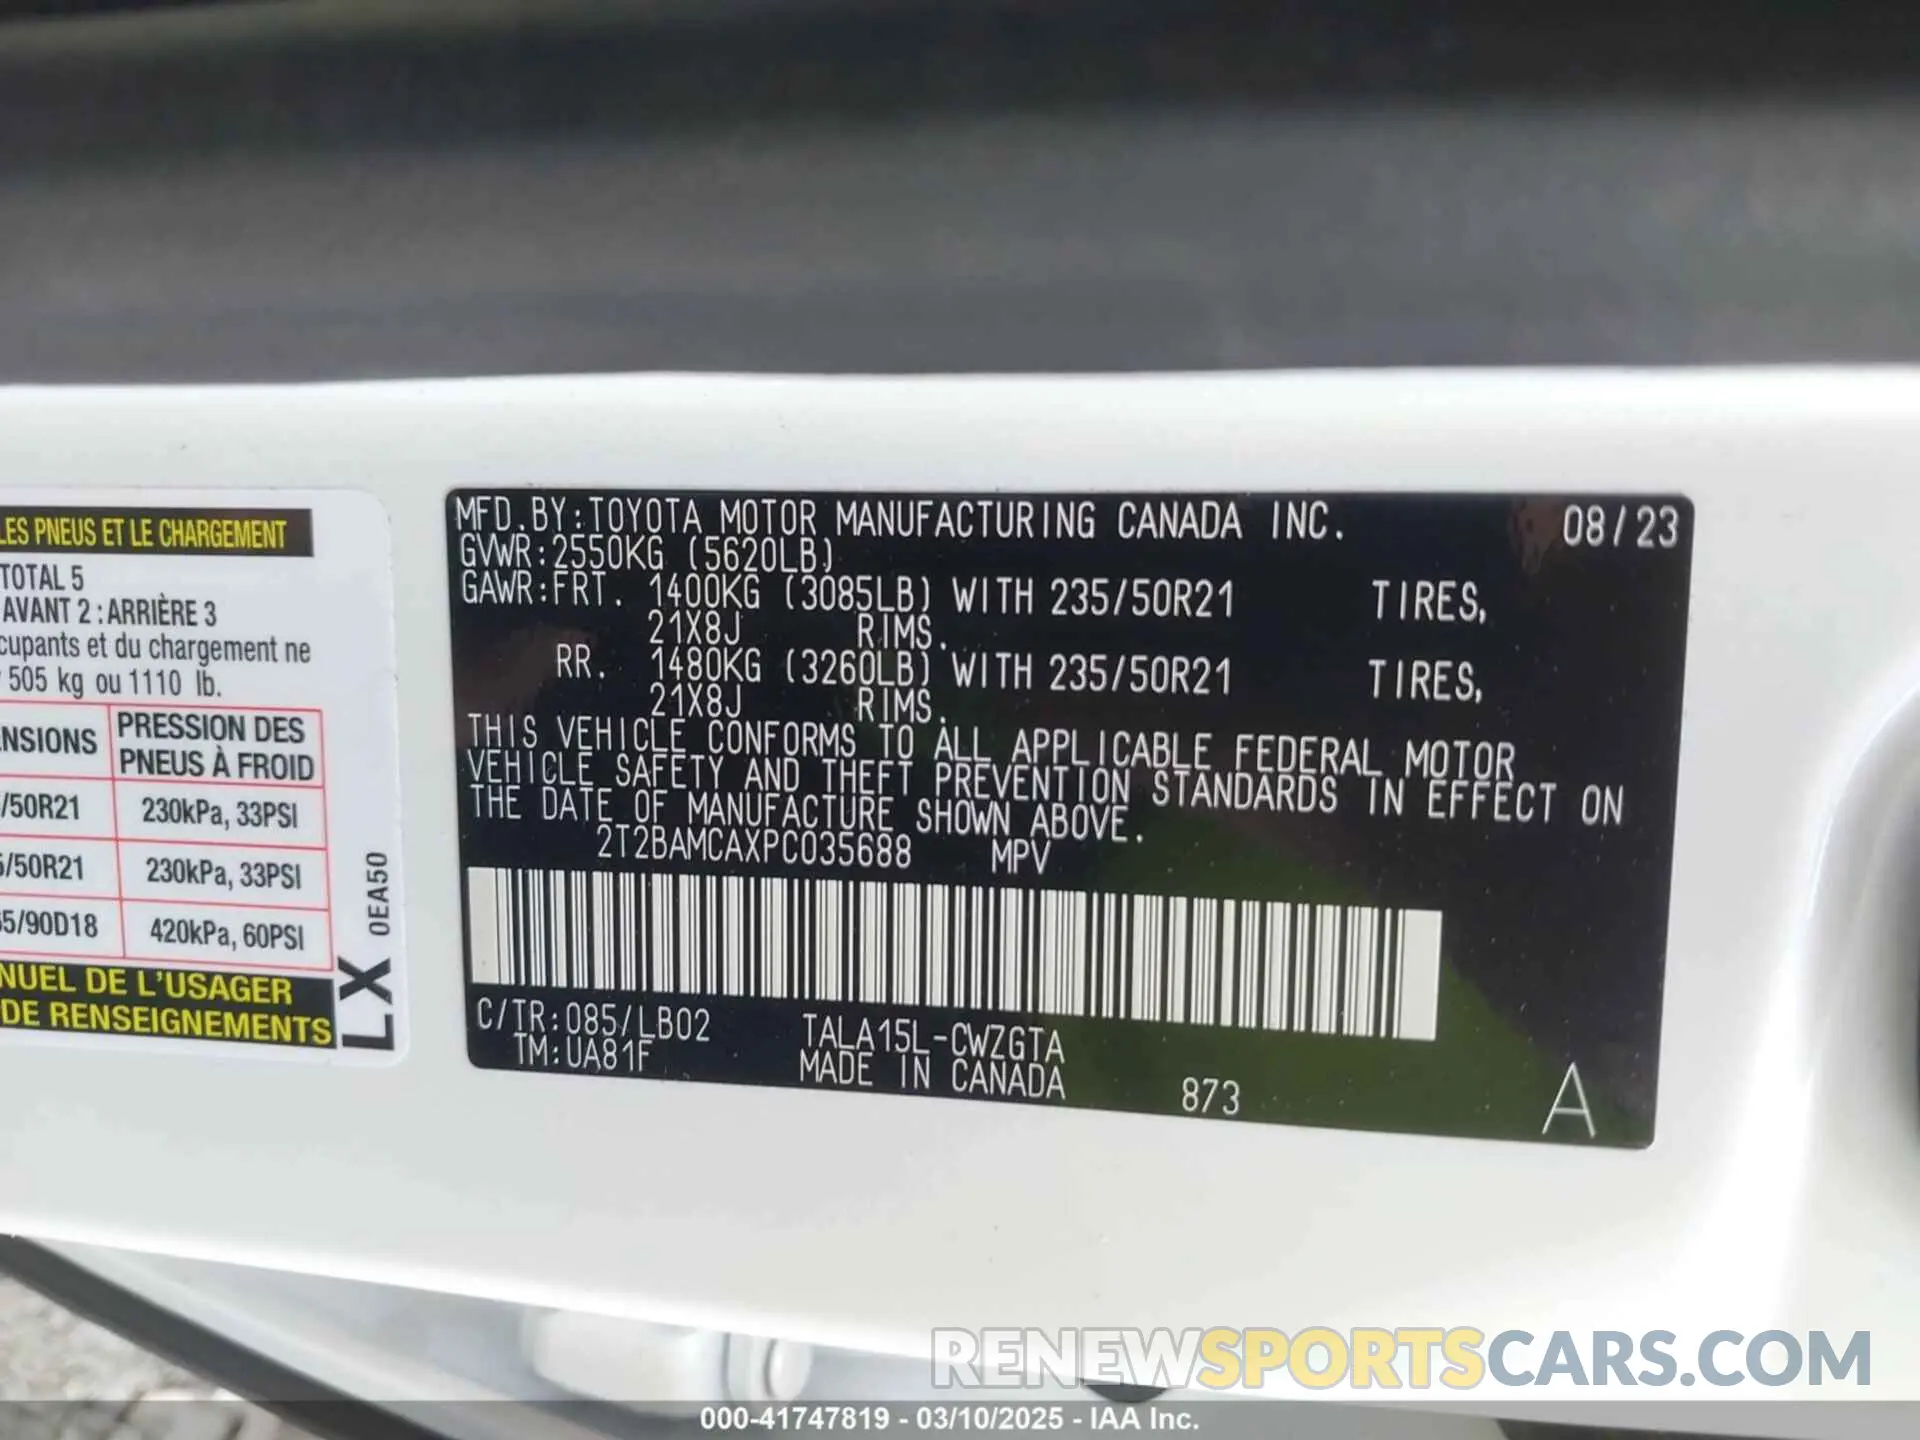 LES PNEUS ET LE CHARGEMENT
TOTAL 5
AVANT 2 : ARRIÈRE 3
cupants et du chargement ne
505 kg ou 1110 lb.
NSIONS PRESSION DES
PNEUS À FROID
/50R21 230kPa, 33PSI
/50R21 230kPa, 33PSI
5/90D18 420kPa, 60PSI
NUEL DE L'USAGER
DE RENSEIGNEMENTS
LX 0EA50
MFD.BY:TOYOTA MOTOR MANUFACTURING CANADA INC. 08/23
GVWR:2550KG (5620LB)
GAWR:FRT. 1400KG (3085LB) WITH 235/50R21 TIRES,
21X8J RIMS.
RR. 1480KG (3260LB) WITH 235/50R21 TIRES,
21X8J RIMS.
THIS VEHICLE CONFORMS TO ALL APPLICABLE FEDERAL MOTOR
VEHICLE SAFETY AND THEFT PREVENTION STANDARDS IN EFFECT ON
THE DATE OF MANUFACTURE SHOWN ABOVE.
2T2BAMCAXPC035688 MPV
C/TR:085/LB02 TALA15L-CWZGTA
TM:UA81F MADE IN CANADA 873 A
RENEWSPORTSCARS.COM
000-41747819 - 03/10/2025 - IAA Inc.